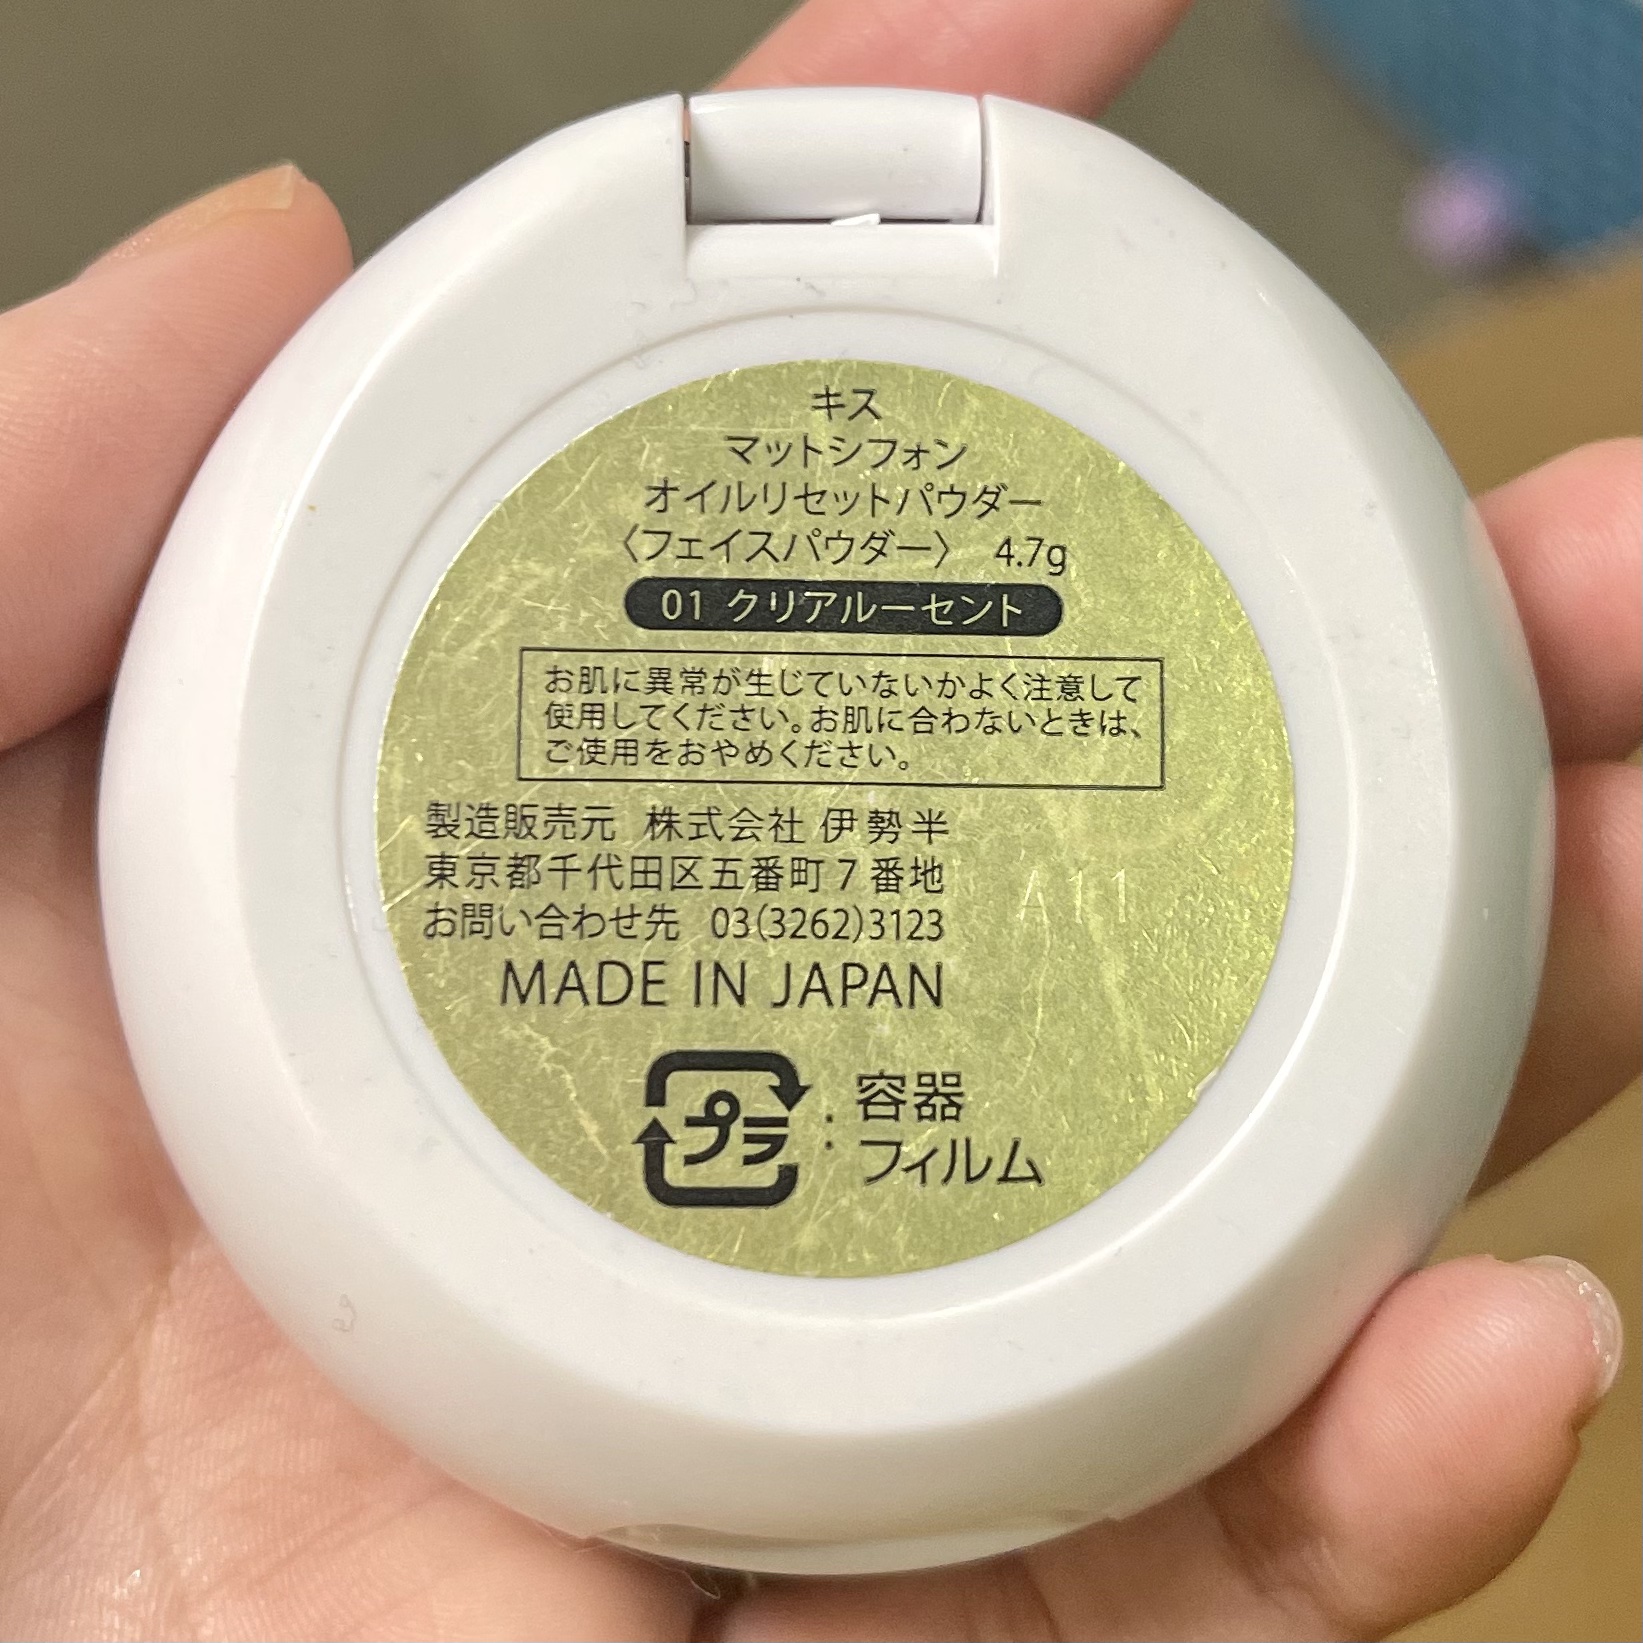 キス
マットシフォン
オイルリセットパウダー
〈フェイスパウダー〉 4.7g
01 クリアルーセント
お肌に異常が生じていないかよく注意して
使用してください。お肌に合わないときは、
ご使用をおやめください。
製造販売元 株式会社 伊勢半
東京都千代田区五番町7番地
お問い合わせ先 03(3262)3123
A11
MADE IN JAPAN
プラ : 容器
: フィルム